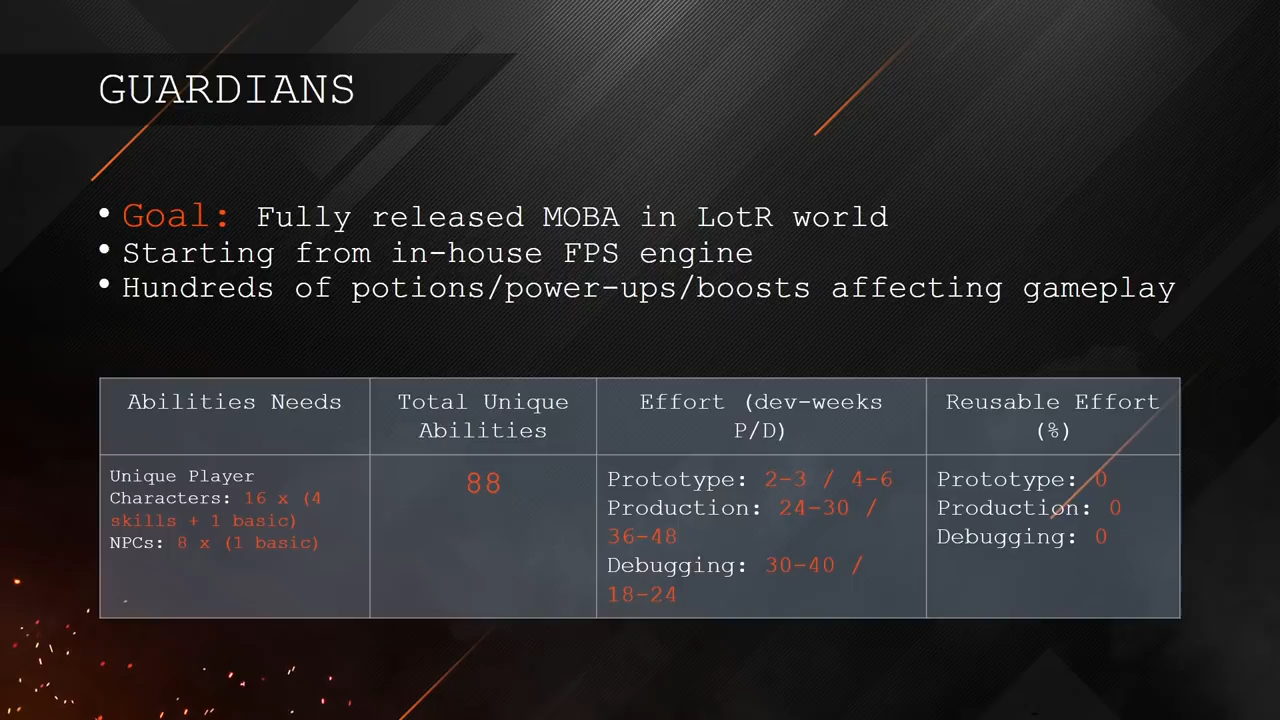 GUARDIANS
• Goal: Fully released MOBA in LotR world
• Starting from in-house FPS engine
• Hundreds of potions/power-ups/boosts affecting gameplay
Abilities Needs
Total Unique
Abilities
Effort (dev-weeks
P/D)
Reusable Effort
(%)
Unique Player
Characters: 16 x (4
skills + 1 basic)
NPCs: 8 x (1 basic)
88
Prototype: 2-3 / 4-6
Production: 24-30 /
36-48
Debugging: 30-40 /
18-24
Prototype: 0
Production: 0
Debugging: 0